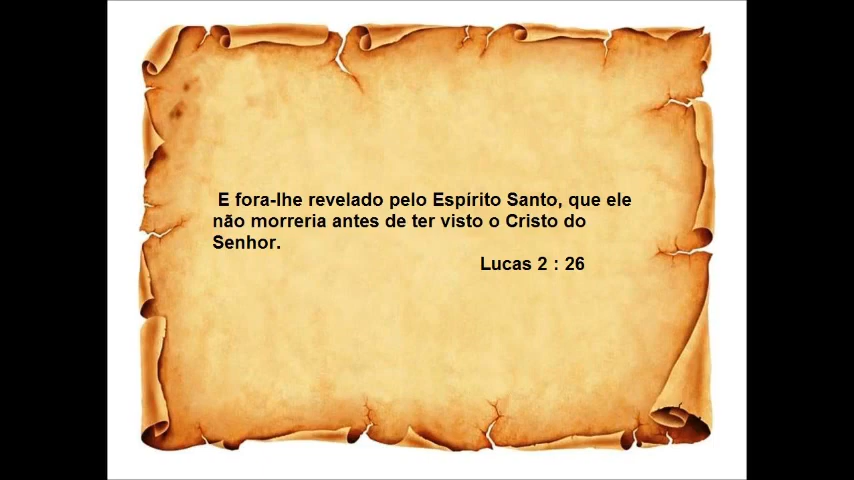 E fora-lhe revelado pelo Espírito Santo, que ele
não morreria antes de ter visto o Cristo do
Senhor.
Lucas 2 : 26